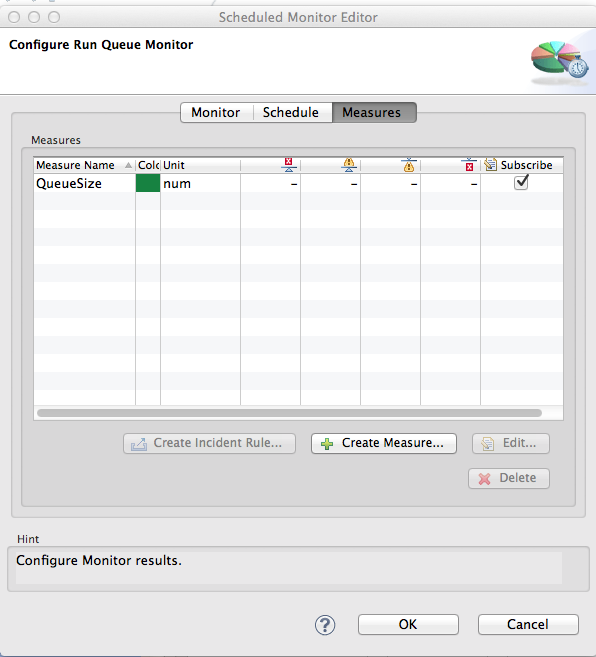 Scheduled Monitor Editor
Configure Run Queue Monitor
Monitor Schedule Measures
Measures
Measure Name Colo Unit Subscribe
QueueSize num – – – – 
Create Incident Rule... Create Measure... Edit...
Delete
Hint
Configure Monitor results.
? OK Cancel